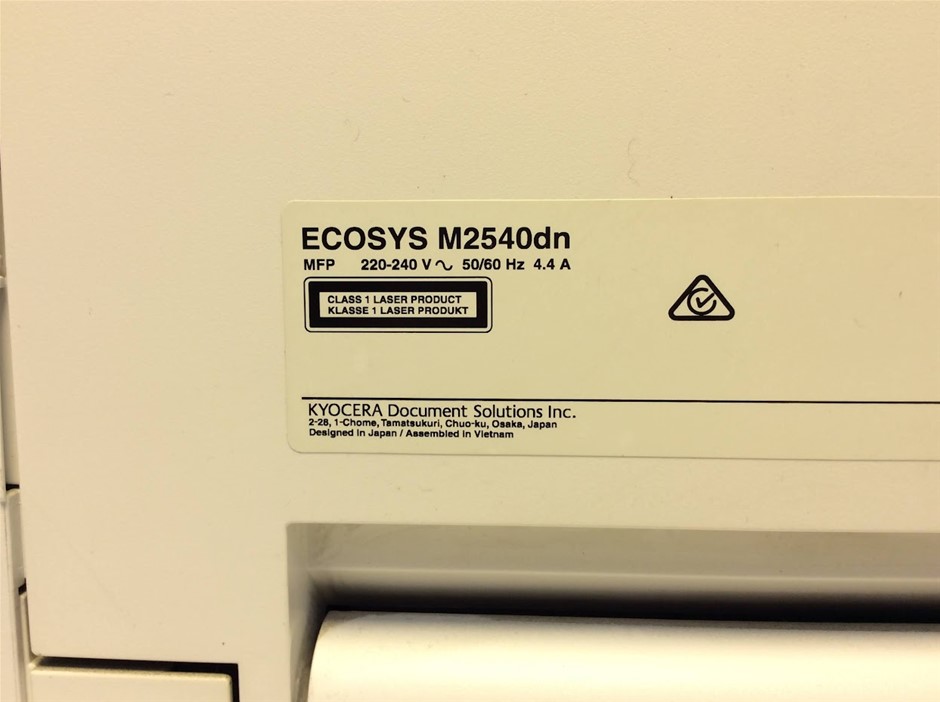 ECOSYS M2540dn
MFP 220-240 V ~ 50/60 Hz 4.4 A
CLASS 1 LASER PRODUCT
KLASSE 1 LASER PRODUKT
KYOCERA Document Solutions Inc.
2-28, 1-Chome, Tamatsukuri, Chuo-ku, Osaka, Japan
Designed in Japan / Assembled in Vietnam